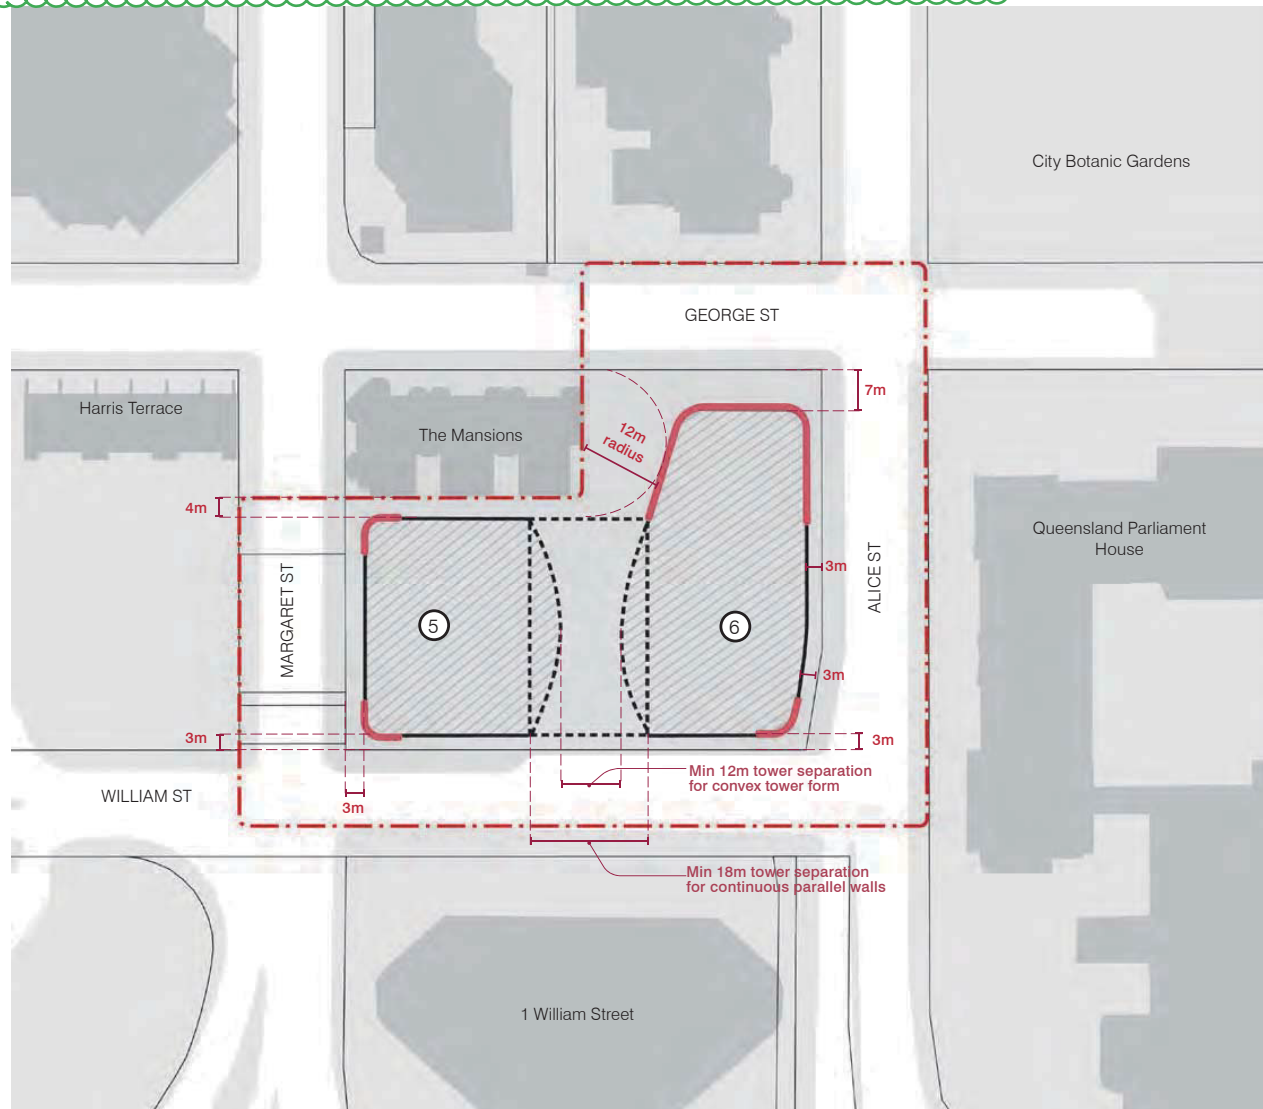 City Botanic Gardens
GEORGE ST
7m
Harris Terrace
The Mansions
12m
radius
4m
Queensland Parliament
House
3m
MARGARET ST
ALICE ST
5
6
3m
3m
3m
WILLIAM ST
3m
Min 12m tower separation
for convex tower form
Min 18m tower separation
for continuous parallel walls
1 William Street